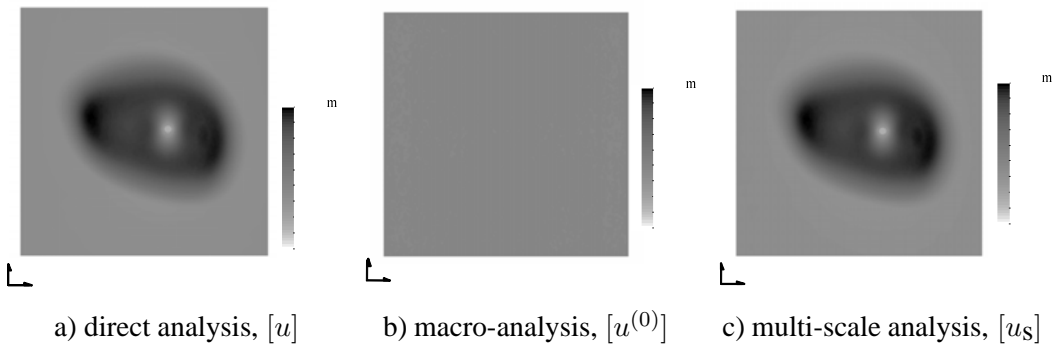 m
m
m
a) direct analysis, [u]
b) macro-analysis, [u^{(0)}]
c) multi-scale analysis, [u_s]